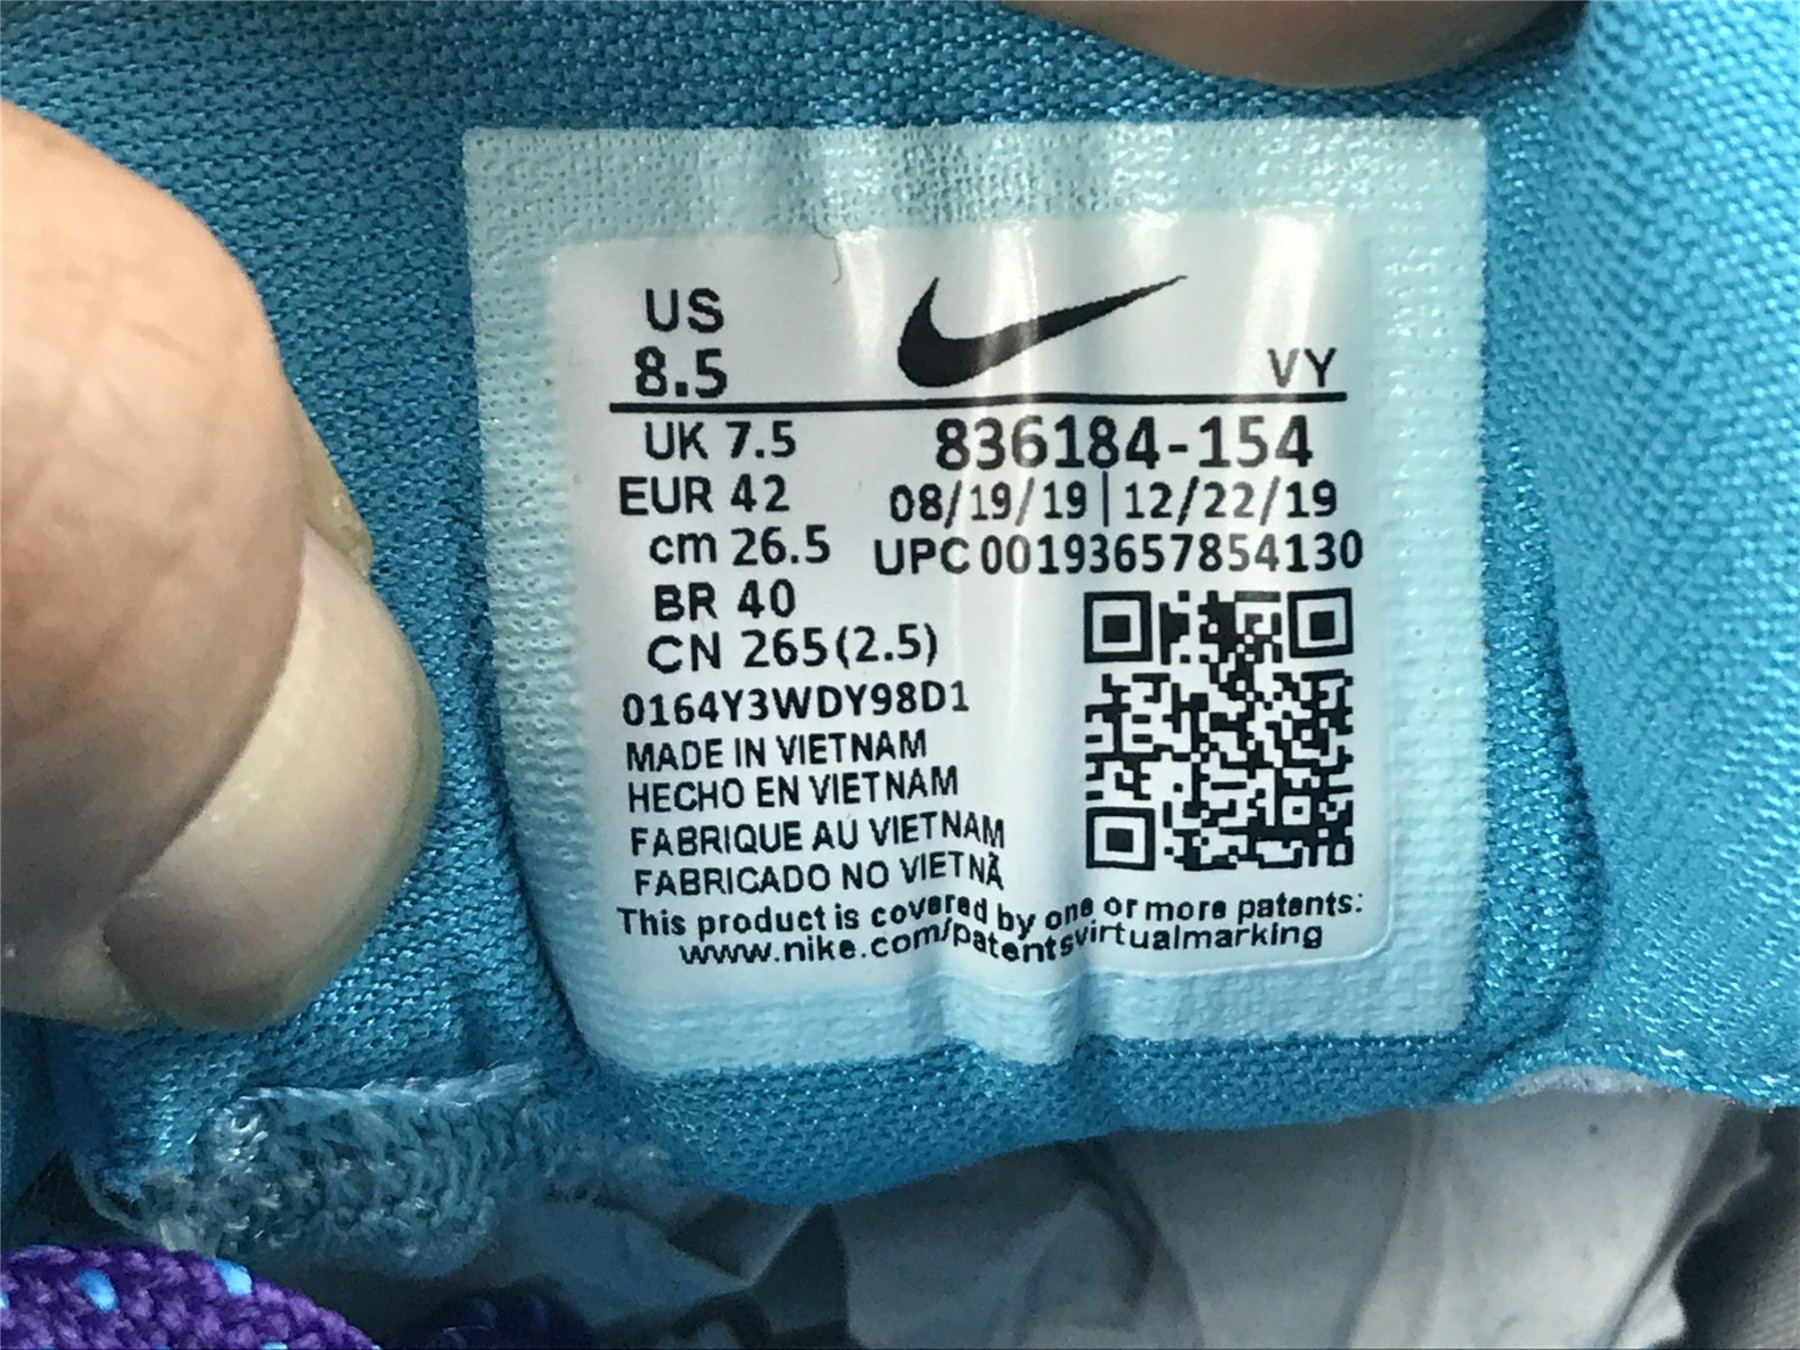 US
8.5
VY
UK 7.5
836184-154
EUR 42
08/19/19|12/22/19
cm 26.5
UPC 00193657854130
BR 40
CN 265(2.5)
0164Y3WDY98D1
MADE IN VIETNAM
HECHO EN VIETNAM
FABRIQUE AU VIETNAM
FABRICADO NO VIETNÃ
This product is covered by one or more patents:
www.nike.com/patentsvirtualmarking